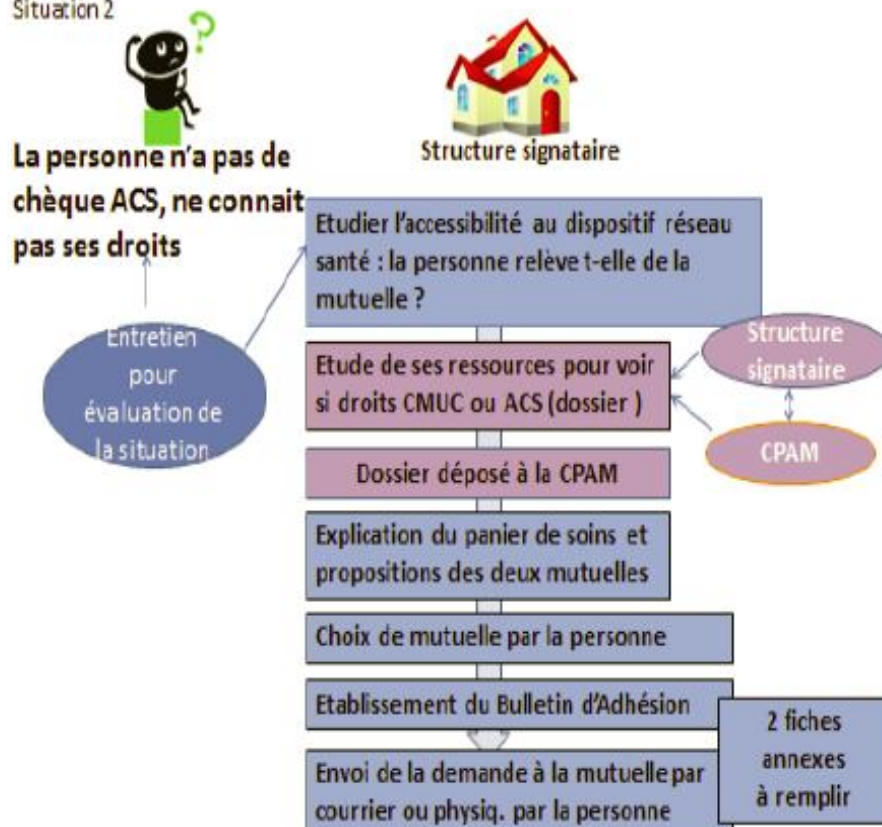 Situation 2
?
La personne n'a pas de
chèque ACS, ne connait
pas ses droits
Structure signataire
Entretien
pour
évaluation de
la situation
Etudier l'accessibilité au dispositif réseau
santé : la personne relève t-elle de la
mutuelle ?
Etude de ses ressources pour voir
si droits CMUC ou ACS (dossier )
Structure
signataire
CPAM
Dossier déposé à la CPAM
Explication du panier de soins et
propositions des deux mutuelles
Choix de mutuelle par la personne
Etablissement du Bulletin d'Adhésion
2 fiches
annexes
à remplir
Envoi de la demande à la mutuelle par
courrier ou physiq. par la personne